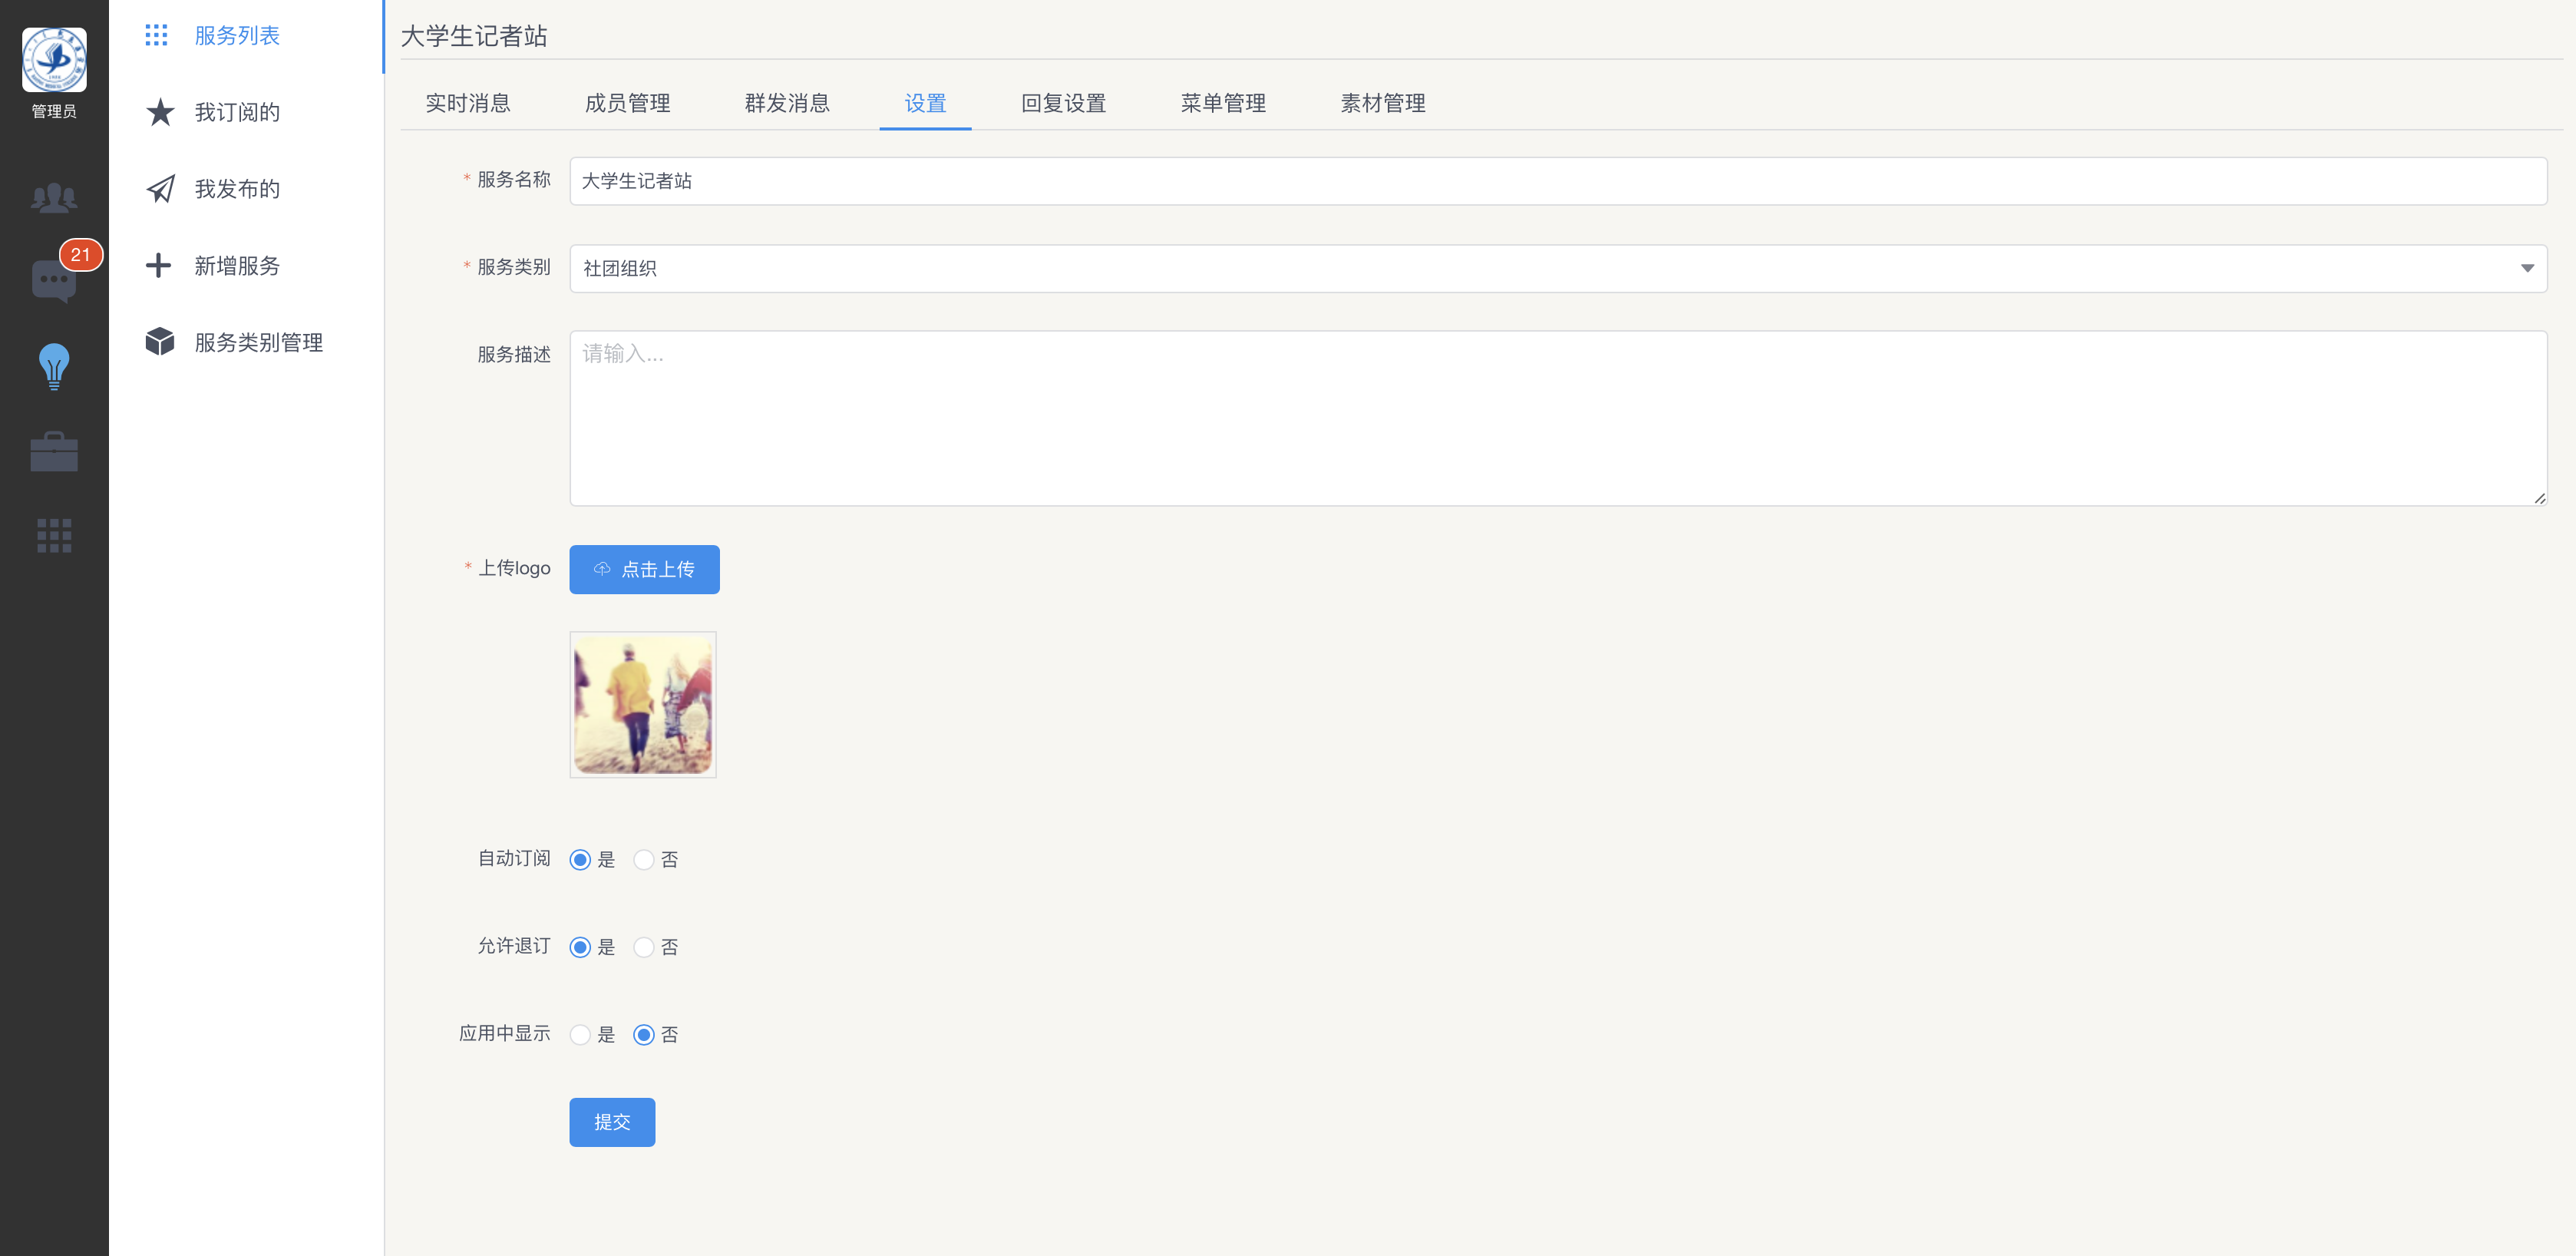 管理员
21
服务列表
我订阅的
我发布的
新增服务
服务类别管理
大学生记者站
实时消息 成员管理 群发消息 设置 回复设置 菜单管理 素材管理
* 服务名称 大学生记者站
* 服务类别 社团组织
服务描述 请输入...
* 上传logo 点击上传
自动订阅 是 否
允许退订 是 否
应用中显示 是 否
提交